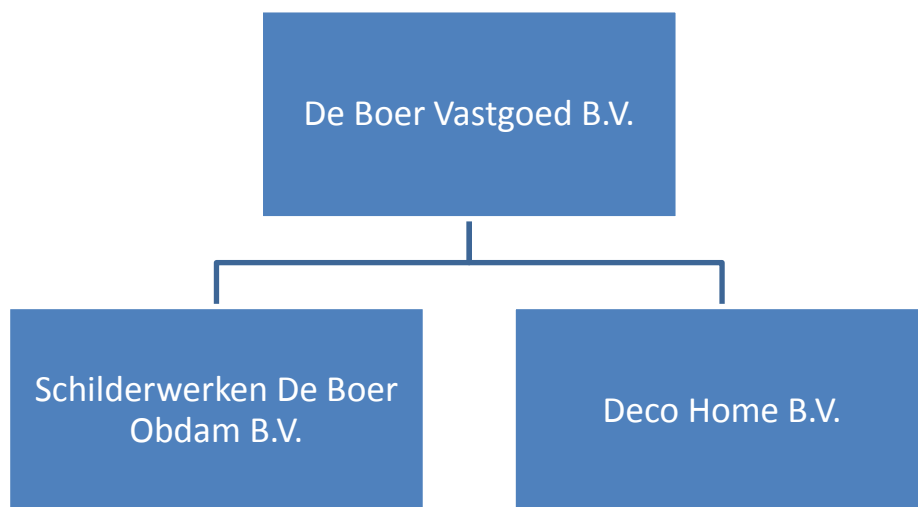 De Boer Vastgoed B.V.
Schilderwerken De Boer
Obdam B.V.
Deco Home B.V.